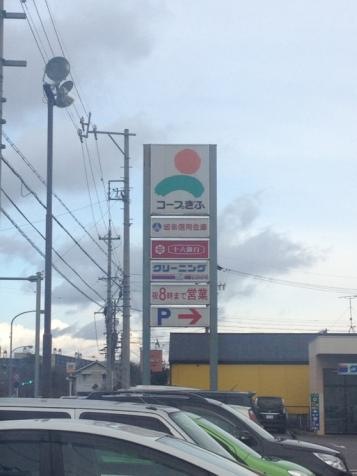 コープぎふ
岐阜信用金庫
十六銀行
クリーニング
夜8時まで営業
P